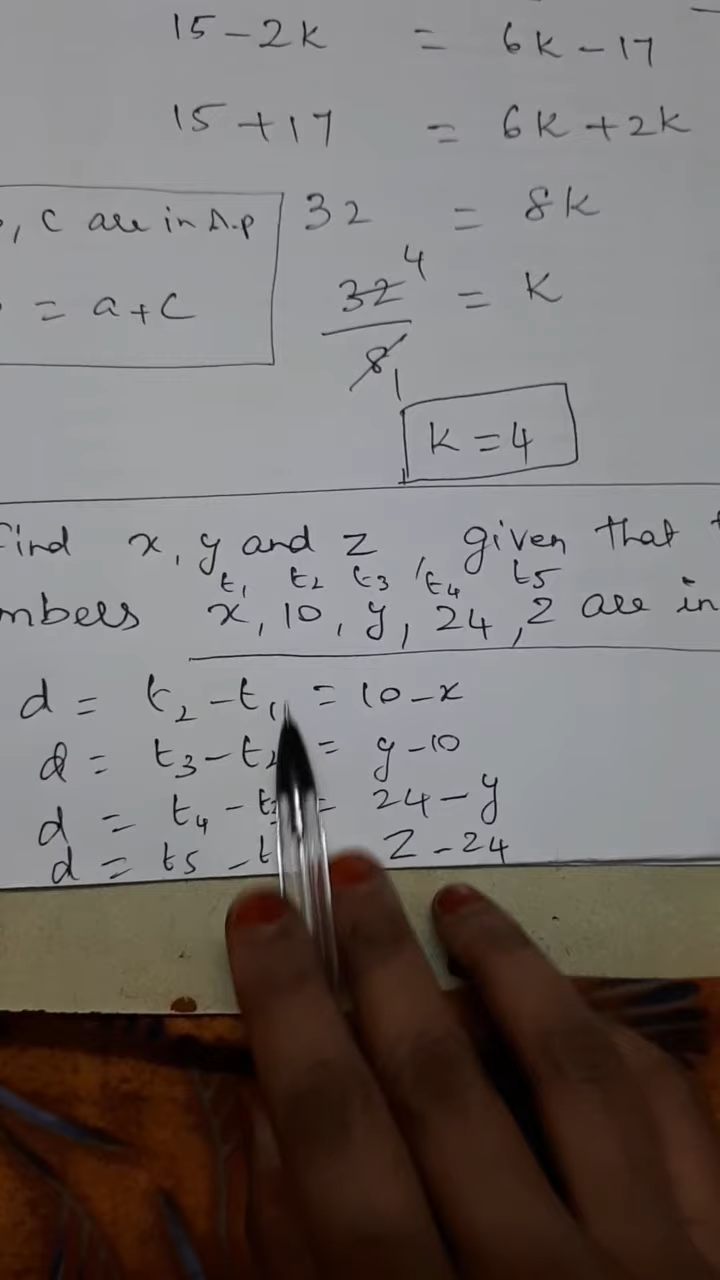 15 - 2k = 6k - 17
15 + 17 = 6k + 2k
, c are in A.p
= a + c
32 = 8k
32 4 = k
8 1
k = 4
Find x, y and z, given that
t1 t2 t3 t4 t5
mbers x, 10, y, 24, z are in
d = t2 - t1 = 10 - x
d = t3 - t2 = y - 10
d = t4 - t = 24 - y
d = t5 - t z - 24